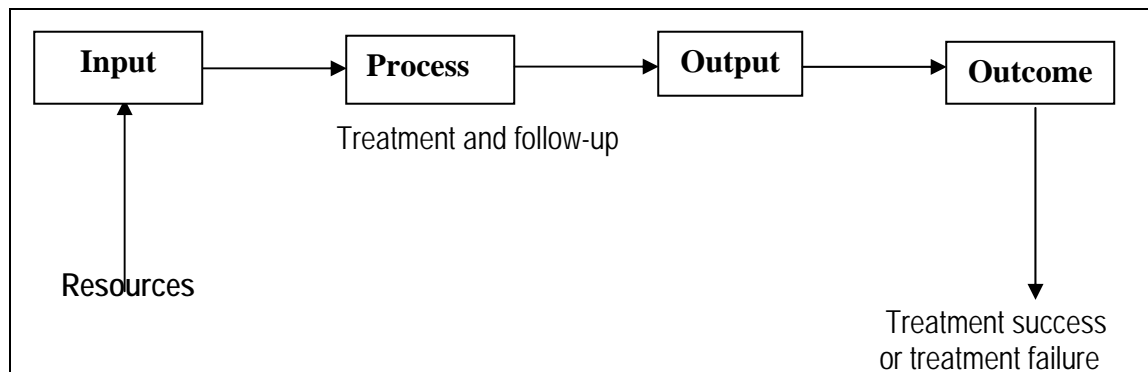 Input
Process
Output
Outcome
Treatment and follow-up
Resources
Treatment success
or treatment failure